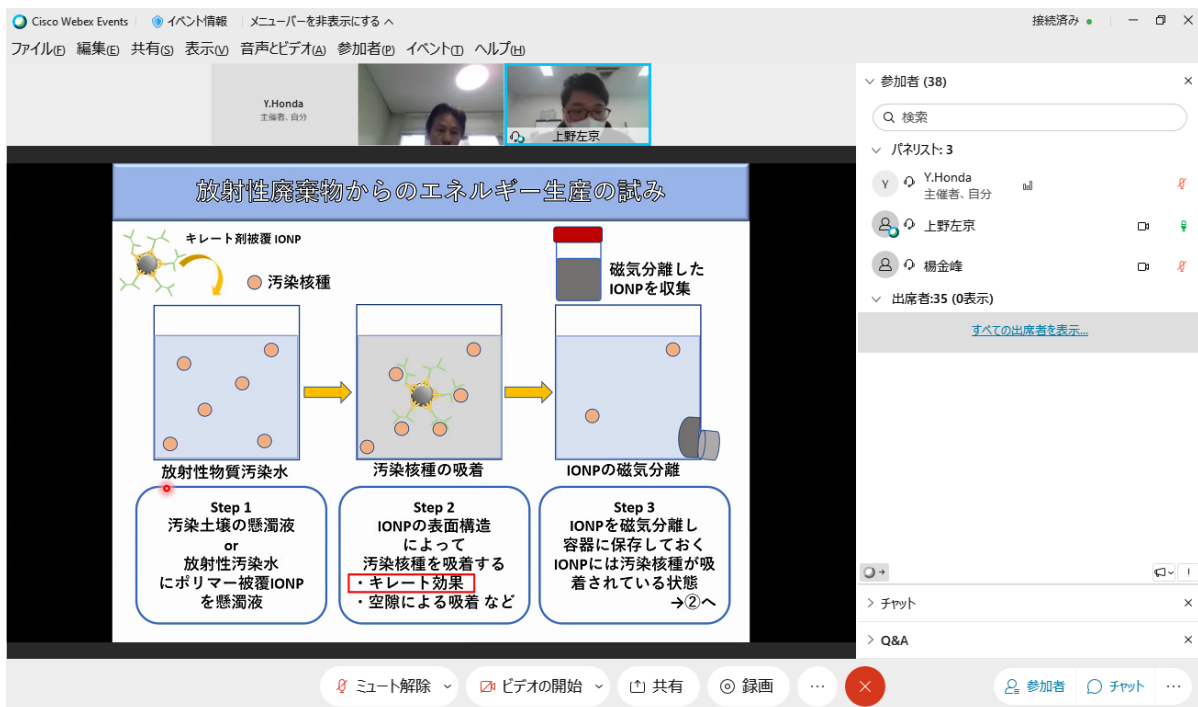 Cisco Webex Events
イベント情報
メニューバーを非表示にする
接続済み
ファイル(F) 編集(E) 共有(S) 表示(V) 音声とビデオ(A) 参加者(P) イベント(T) ヘルプ(H)
Y.Honda
主催者、自分
上野左京
放射性廃棄物からのエネルギー生産の試み
キレート剤被覆 IONP
汚染核種
磁気分離した
IONPを収集
放射性物質汚染水
汚染核種の吸着
IONPの磁気分離
Step 1
汚染土壌の懸濁液
or
放射性汚染水
にポリマー被覆IONP
を懸濁液
Step 2
IONPの表面構造
によって
汚染核種を吸着する
・キレート効果
・空隙による吸着 など
Step 3
IONPを磁気分離し
容器に保存しておく
IONPには汚染核種が吸
着されている状態
→②へ
参加者 (38)
検索
パネリスト: 3
Y
Y.Honda
主催者、自分
上野左京
楊金峰
出席者:35 (0表示)
すべての出席者を表示...
チャット
Q&A
ミュート解除
ビデオの開始
共有
録画
参加者
チャット